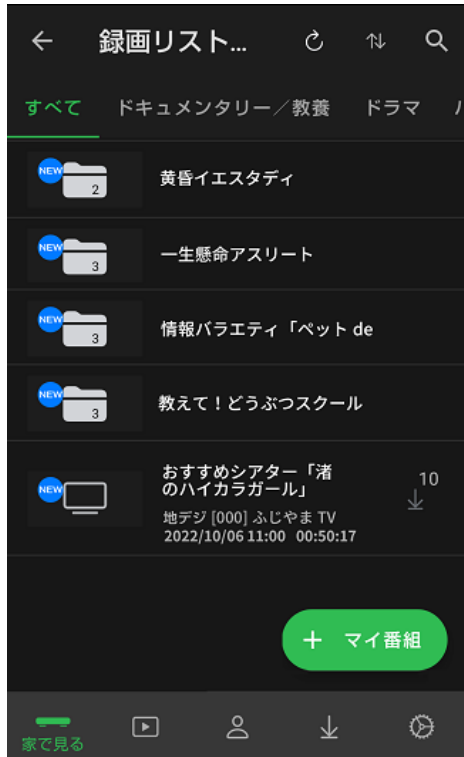 録画リスト...
すべて ドキュメンタリー／教養 ドラマ
NEW 2 黄昏イエスタディ
NEW 3 一生懸命アスリート
NEW 3 情報バラエティ「ペット de
NEW 3 教えて！どうぶつスクール
NEW おすすめシアター「渚
のハイカラガール」
10
地デジ [000] ふじやま TV
2022/10/06 11:00 00:50:17
+ マイ番組
家で見る